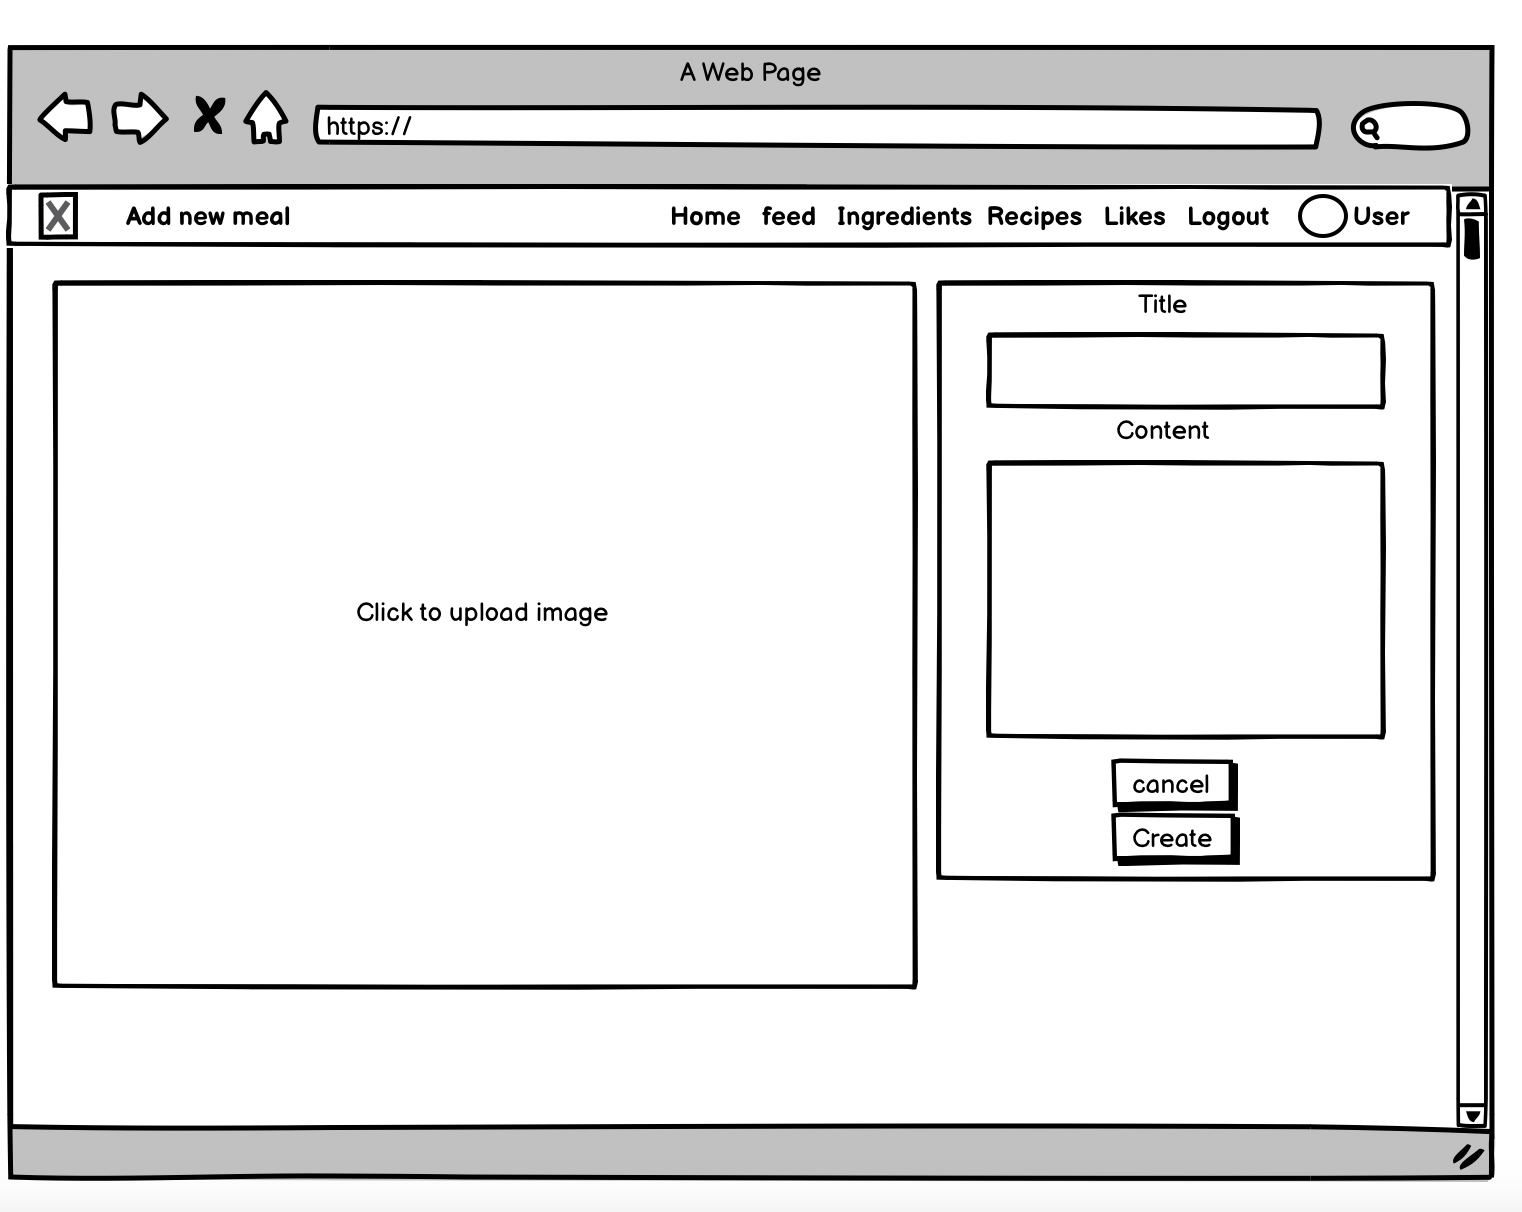 A Web Page
https://
Add new meal Home feed Ingredients Recipes Likes Logout User
Title
Content
Click to upload image
cancel
Create